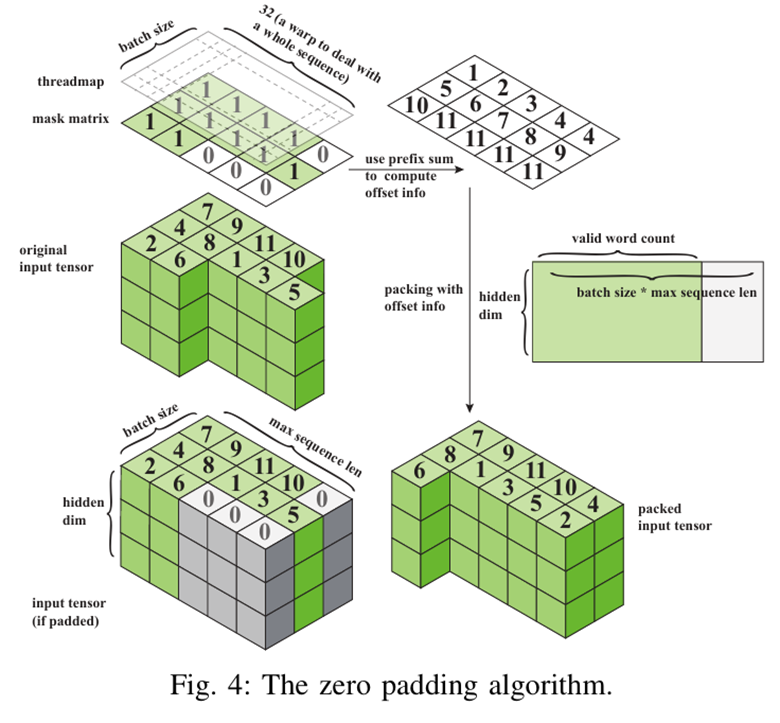 batch size
32 (a warp to deal with
a whole sequence)
threadmap
mask matrix
1 1 1 1 0
1 1 1 1 1
1 1 0 0 0
use prefix sum
to compute
offset info
1 2 3 4 4
5 6 7 8 9
10 11 11 11 11
original
input tensor
7 9 11 10
4 8 1 3 5
2 6
packing with
offset info
valid word count
batch size * max sequence len
hidden
dim
batch size
max sequence len
hidden
dim
7 9 11 10 0
4 8 1 3 5
2 6 0 0 0
input tensor
(if padded)
7 9 11 10 4
8 1 3 5 2
6
packed
input tensor
Fig. 4: The zero padding algorithm.